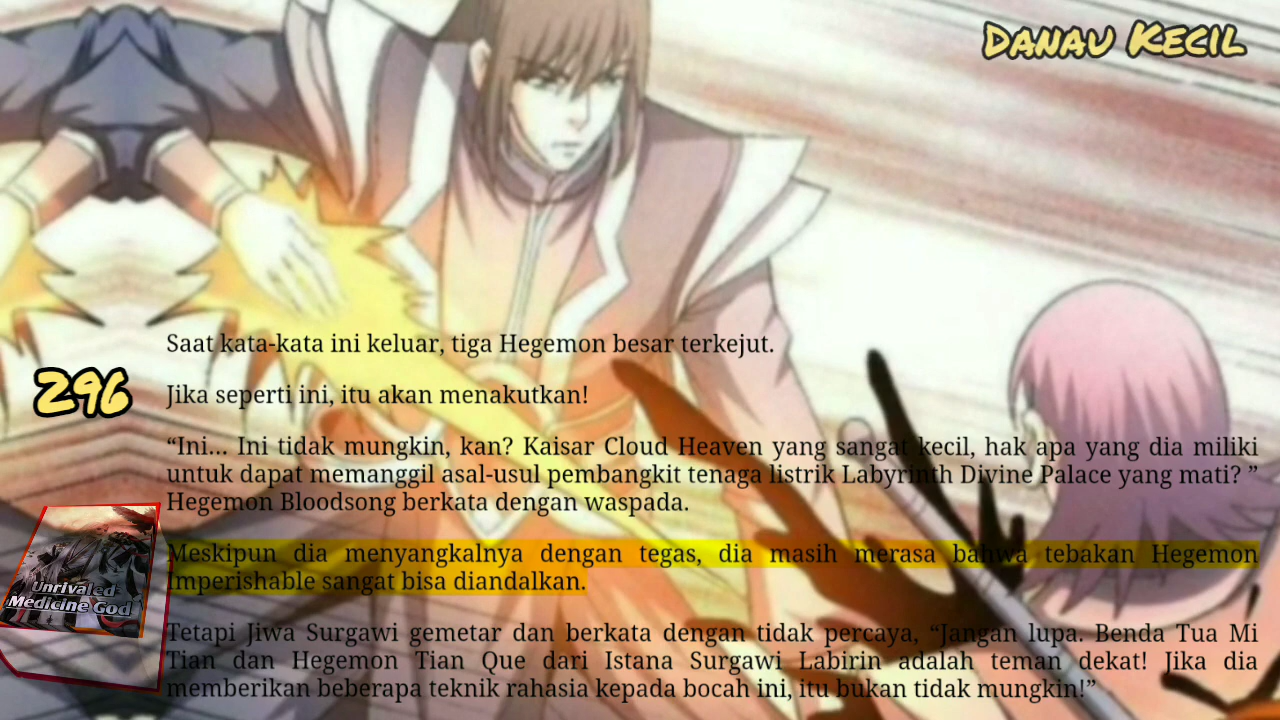 Danau Kecil
Saat kata-kata ini keluar, tiga Hegemon besar terkejut.
296
Jika seperti ini, itu akan menakutkan!
“Ini... Ini tidak mungkin, kan? Kaisar Cloud Heaven yang sangat kecil, hak apa yang dia miliki
untuk dapat memanggil asal-usul pembangkit tenaga listrik Labyrinth Divine Palace yang mati? ”
Hegemon Bloodsong berkata dengan waspada.
Meskipun dia menyangkalnya dengan tegas, dia masih merasa bahwa tebakan Hegemon
Imperishable sangat bisa diandalkan.
Unrivaled
Medicine God
Tetapi Jiwa Surgawi gemetar dan berkata dengan tidak percaya, “Jangan lupa. Benda Tua Mi
Tian dan Hegemon Tian Que dari Istana Surgawi Labirin adalah teman dekat! Jika dia
memberikan beberapa teknik rahasia kepada bocah ini, itu bukan tidak mungkin!”